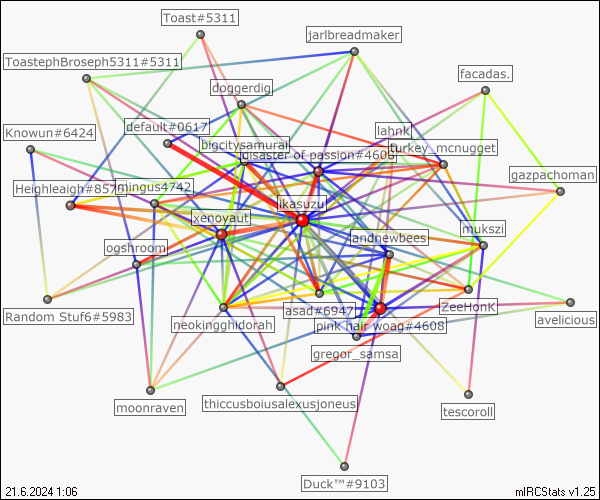 Toast#5311
jarlbreadmaker
ToastephBroseph5311#5311
facadas.
doggerdig
default#0617
lahnk
Knowun#6424
bigcitysamurai
turkey_mcnugget
disaster of passion#4608
gazpachoman
Heighleaigh#857
mingus4742
ikasuzu
xenoyaut
mukszi
andnewbees
ogshroom
Random Stuf6#5983
neokingghidorah
asad#6947
ZeeHonK
avelicious
pink hair woag#4608
gregor_samsa
moonraven
thiccusboiusalexusjoneus
tescoroll
Duck™#9103
21.6.2024 1:06
mIRCStats v1.25